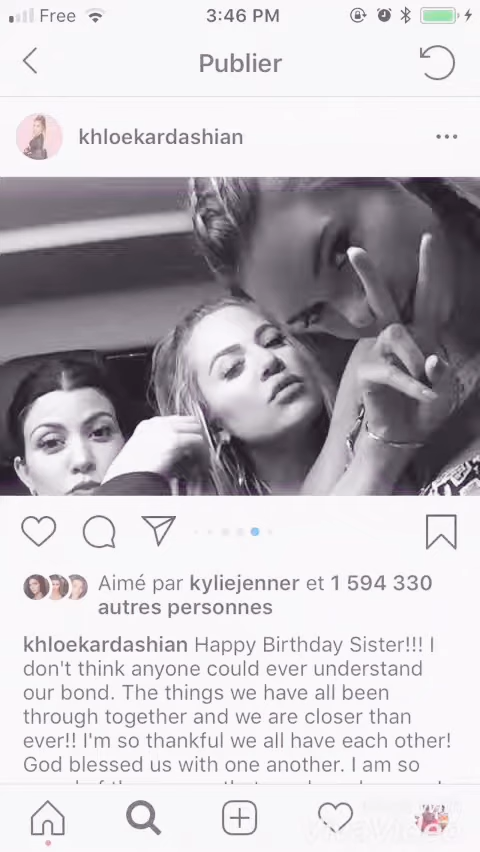 Free 3:46 PM
Publier
khloekardashian
Aimé par kyliejenner et 1 594 330
autres personnes
khloekardashian Happy Birthday Sister!!! I
don't think anyone could ever understand
our bond. The things we have all been
through together and we are closer than
ever!! I'm so thankful we all have each other!
God blessed us with one another. I am so